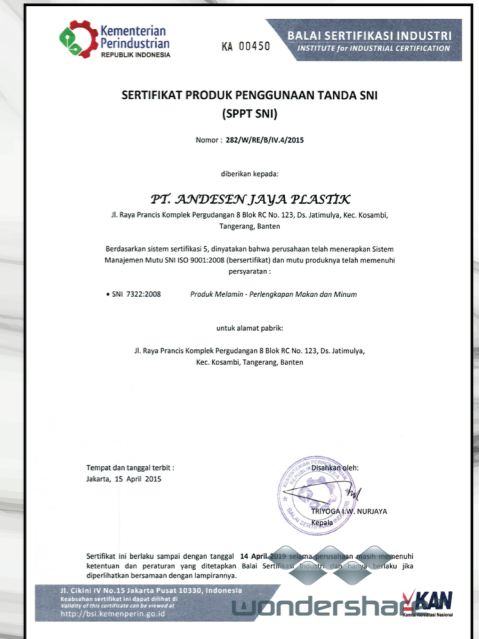 Kementerian
Perindustrian
REPUBLIK INDONESIA
KA 00450
BALAI SERTIFIKASI INDUSTRI
INSTITUTE for INDUSTRIAL CERTIFICATION
SERTIFIKAT PRODUK PENGGUNAAN TANDA SNI
(SPPT SNI)
Nomor : 282/W/RE/B/IV.4/2015
diberikan kepada:
PT. ANDESEN JAYA PLASTIK
Jl. Raya Prancis Komplek Pergudangan 8 Blok RC No. 123, Ds. Jatimulya, Kec. Kosambi,
Tangerang, Banten
Berdasarkan sistem sertifikasi 5, dinyatakan bahwa perusahaan telah menerapkan Sistem
Manajemen Mutu SNI ISO 9001:2008 (bersertifikat) dan mutu produknya telah memenuhi
persyaratan :
• SNI 7322:2008 Produk Melamin - Perlengkapan Makan dan Minum
untuk alamat pabrik:
Jl. Raya Prancis Komplek Pergudangan 8 Blok RC No. 123, Ds. Jatimulya,
Kec. Kosambi, Tangerang, Banten
Tempat dan tanggal terbit :
Jakarta, 15 April 2015
Disahkan oleh:
TRIYOGA I.W. NURJAYA
Kepala
Sertifikat ini berlaku sampai dengan tanggal 14 April 2019 selama perusahaan masih memenuhi
ketentuan dan peraturan yang ditetapkan Balai Sertifikasi Industri dan hanya berlaku jika
diperlihatkan bersamaan dengan lampirannya.
Jl. Cikini IV No.15 Jakarta Pusat 10330, Indonesia
Keabsahan sertifikat ini dapat dilihat di
Validity of this certificate can be viewed at
http://bsi.kemenperin.go.id
wondershare
KAN
Komite Akreditasi Nasional